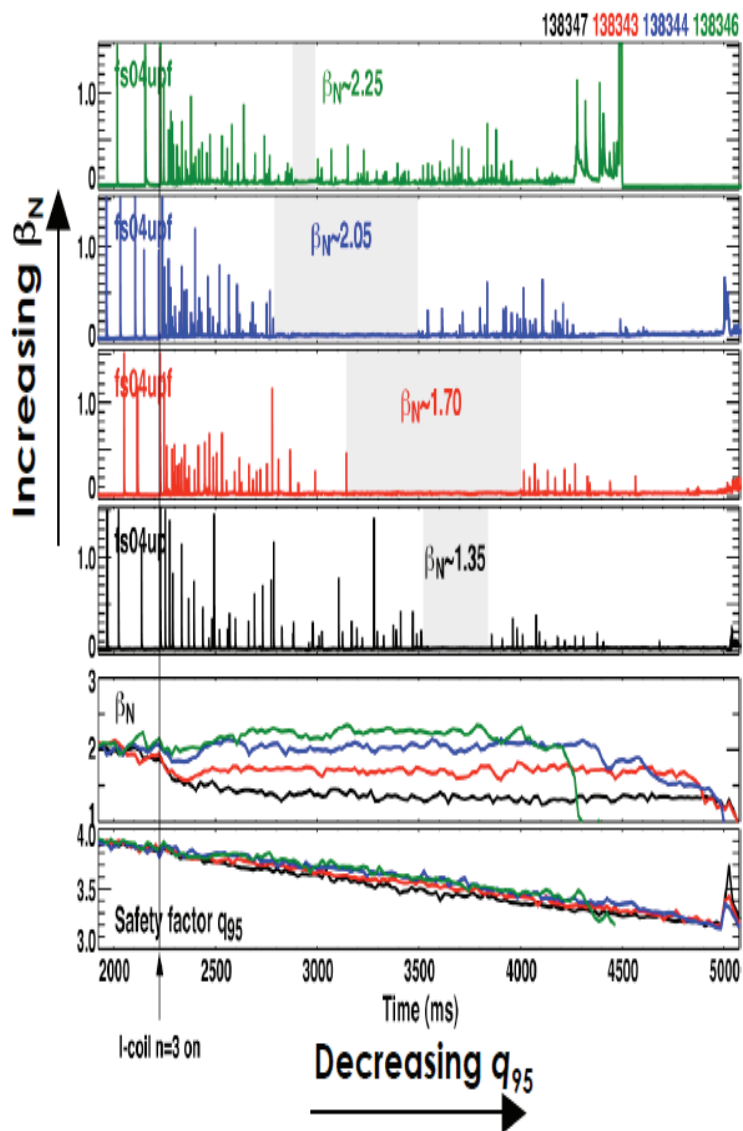 138347 138343 138344 138346
fs04upf
βN~2.25
1.0
0
fs04upf
βN~2.05
1.0
0
fs04upf
βN~1.70
1.0
0
fs04up
βN~1.35
1.0
0
Increasing βN
3
βN
2
1
4.0
3.5
Safety factor q95
3.0
2000 2500 3000 3500 4000 4500 5000
Time (ms)
I-coil n=3 on
Decreasing q95